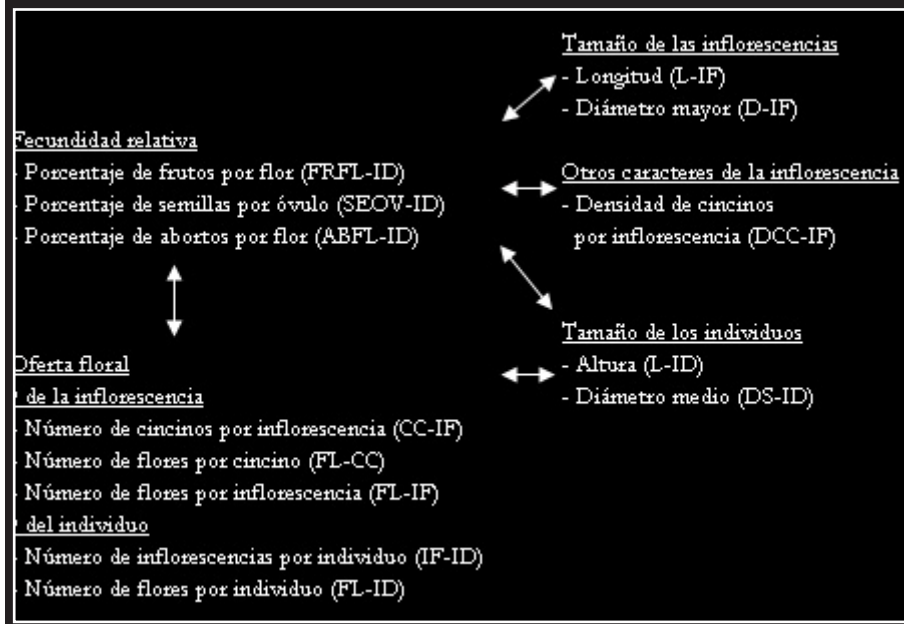 Fecundidad relativa
- Porcentaje de frutos por flor (FRFL-ID)
- Porcentaje de semillas por óvulo (SEOV-ID)
- Porcentaje de abortos por flor (ABFL-ID)
Oferta floral
de la inflorescencia
- Número de cincinos por inflorescencia (CC-IF)
- Número de flores por cincino (FL-CC)
- Número de flores por inflorescencia (FL-IF)
del individuo
- Número de inflorescencias por individuo (IF-ID)
- Número de flores por individuo (FL-ID)
Tamaño de las inflorescencias
- Longitud (L-IF)
- Diámetro mayor (D-IF)
Otros caracteres de la inflorescencia
- Densidad de cincinos
por inflorescencia (DCC-IF)
Tamaño de los individuos
- Altura (L-ID)
- Diámetro medio (DS-ID)